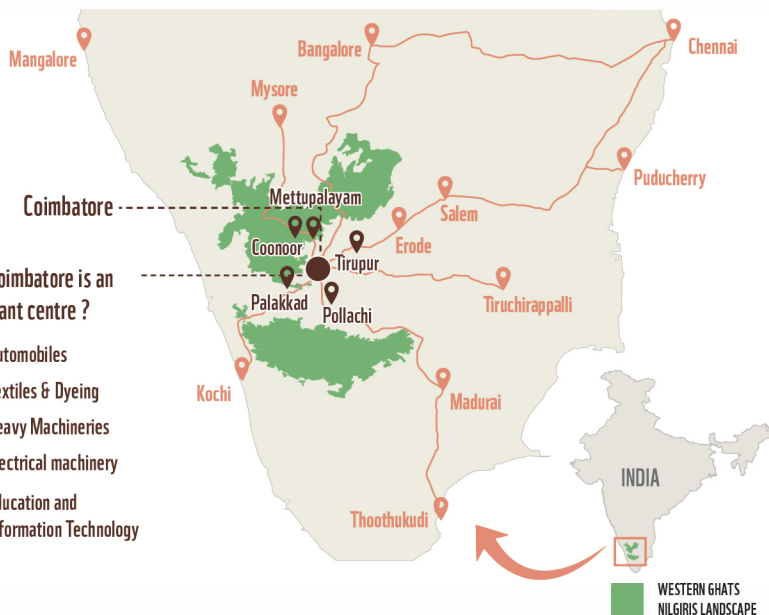 Mangalore
Bangalore
Chennai
Mysore
Puducherry
Mettupalayam
Coimbatore
Salem
Coonoor
Erode
Tirupur
oimbatore is an
ant centre ?
Palakkad
Pollachi
Tiruchirappalli
utomobiles
extiles & Dyeing
Kochi
Madurai
eavy Machineries
lectrical machinery
INDIA
ducation and
formation Technology
Thoothukudi
WESTERN GHATS
NILGIRIS LANDSCAPE